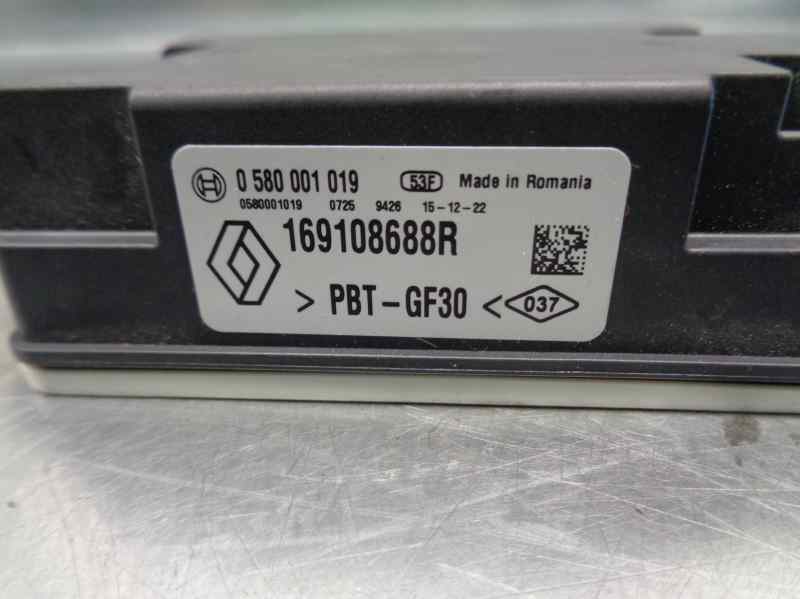 0 580 001 019 53F Made in Romania
0580001019 0725 9426 15-12-22
169108688R
> PBT-GF30 < 037